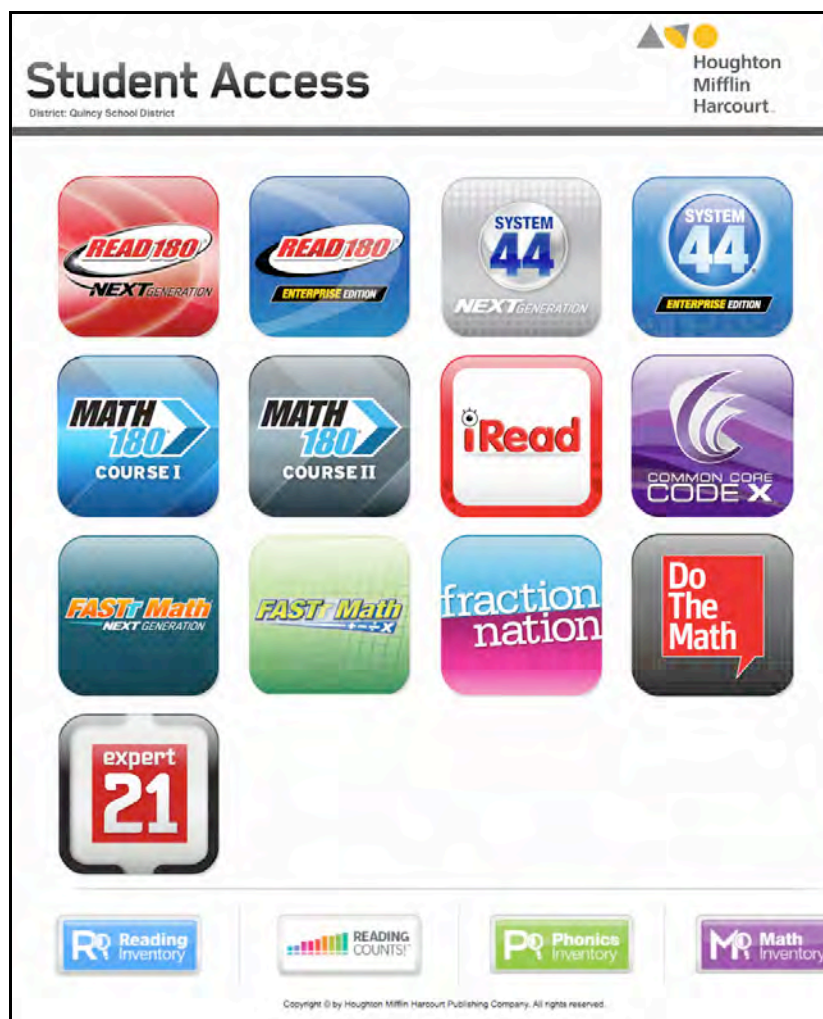 Student Access
District: Quincy School District
Houghton
Mifflin
Harcourt
READ 180
NEXT GENERATION
READ 180
ENTERPRISE EDITION
SYSTEM
44
NEXT GENERATION
SYSTEM
44
ENTERPRISE EDITION
MATH
180
COURSE I
MATH
180
COURSE II
iRead
COMMON CORE
CODE X
FASTT Math
NEXT GENERATION
FASTT Math
+−÷x
fraction
nation
Do
The
Math
expert
21
RI Reading
Inventory
READING
COUNTS!
PI Phonics
Inventory
MI Math
Inventory
Copyright © by Houghton Mifflin Harcourt Publishing Company. All rights reserved.